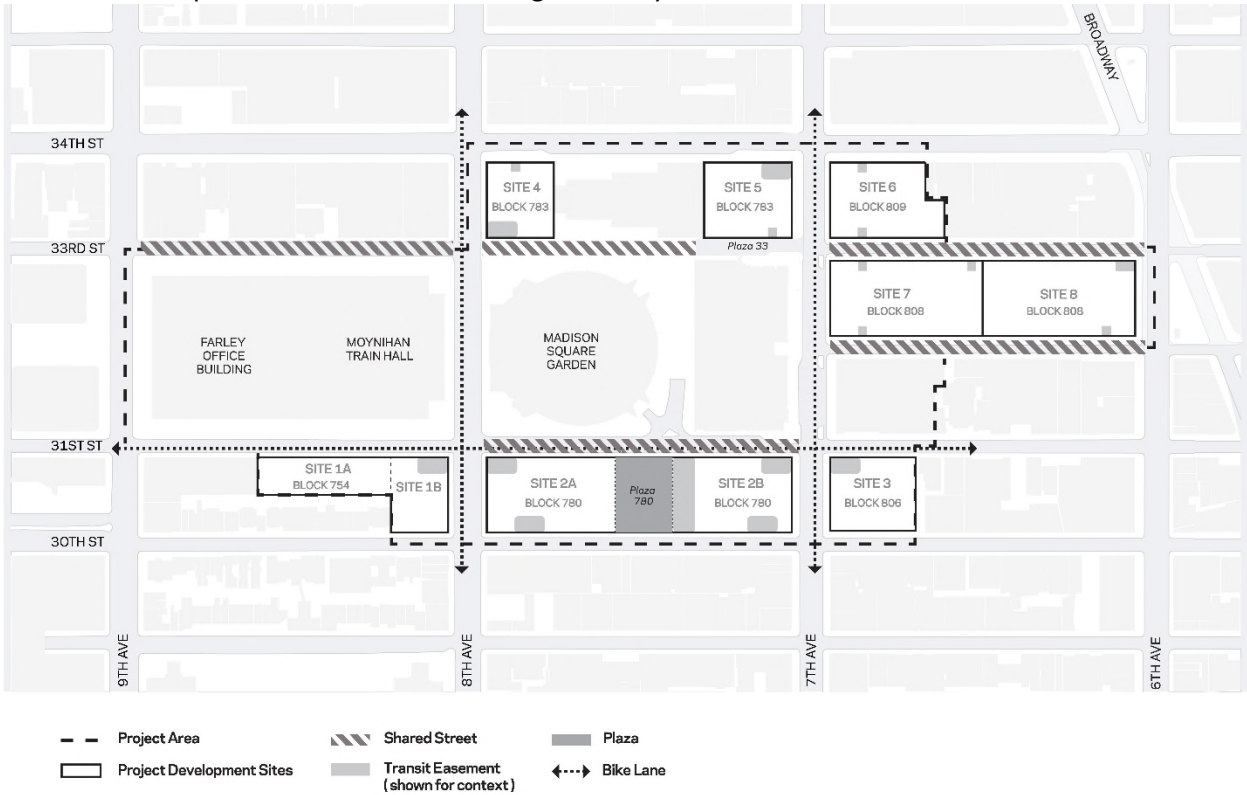 BROADWAY
34TH ST
SITE 4
BLOCK 783
SITE 5
BLOCK 783
SITE 6
BLOCK 809
33RD ST
Plaza 33
SITE 7
BLOCK 808
SITE 8
BLOCK 808
FARLEY
OFFICE
BUILDING
MOYNIHAN
TRAIN HALL
MADISON
SQUARE
GARDEN
31ST ST
SITE 1A
BLOCK 754
SITE 1B
SITE 2A
BLOCK 780
Plaza
780
SITE 2B
BLOCK 780
SITE 3
BLOCK 806
30TH ST
9TH AVE
8TH AVE
7TH AVE
6TH AVE
Project Area
Shared Street
Plaza
Project Development Sites
Transit Easement
(shown for context)
Bike Lane